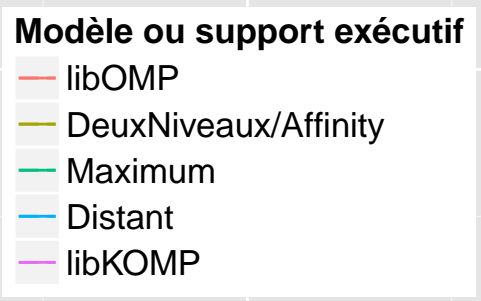 Modèle ou support exécutif
libOMP
DeuxNiveaux/Affinity
Maximum
Distant
libKOMP